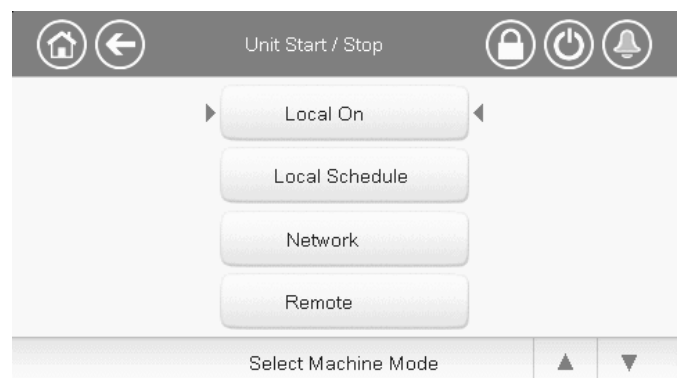 Unit Start / Stop
Local On
Local Schedule
Network
Remote
Select Machine Mode